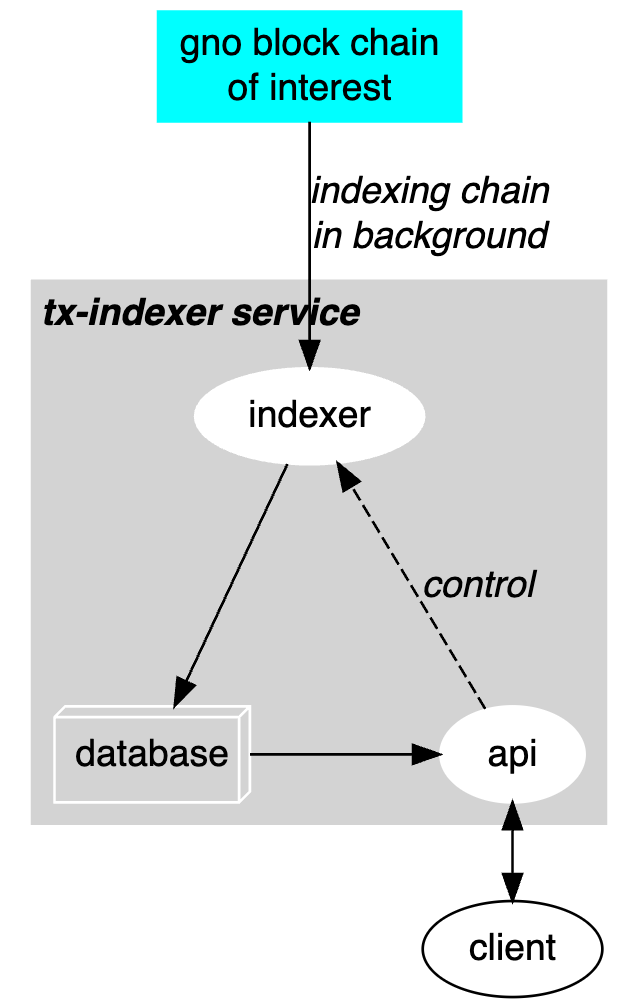 gno block chain
of interest
indexing chain
in background
tx-indexer service
indexer
control
database
api
client